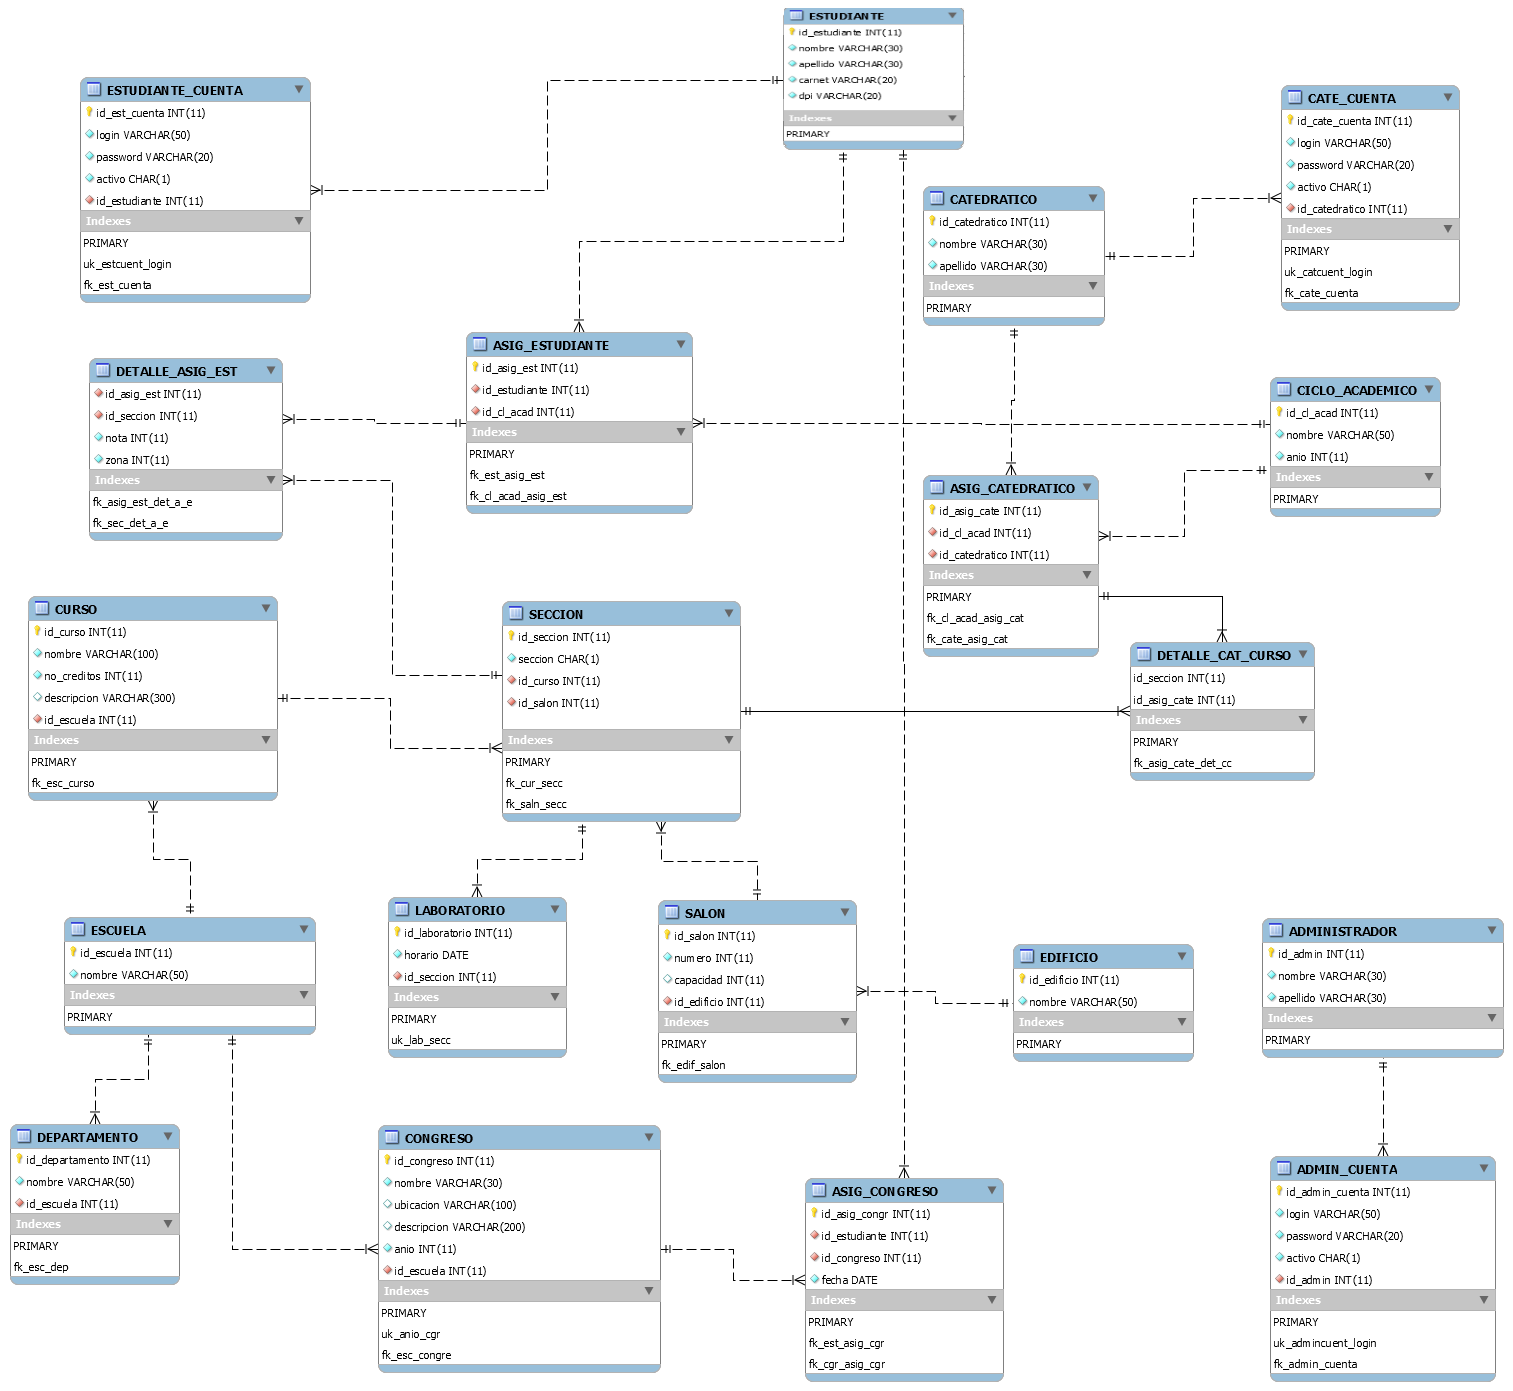 ESTUDIANTE
id_estudiante INT(11)
nombre VARCHAR(30)
apellido VARCHAR(30)
carnet VARCHAR(20)
dpi VARCHAR(20)
Indexes
PRIMARY
ESTUDIANTE_CUENTA
id_est_cuenta INT(11)
login VARCHAR(50)
password VARCHAR(20)
activo CHAR(1)
id_estudiante INT(11)
Indexes
PRIMARY
uk_estcuent_login
fk_est_cuenta
CATE_CUENTA
id_cate_cuenta INT(11)
login VARCHAR(50)
password VARCHAR(20)
activo CHAR(1)
id_catedratico INT(11)
Indexes
PRIMARY
uk_catcuent_login
fk_cate_cuenta
CATEDRATICO
id_catedratico INT(11)
nombre VARCHAR(30)
apellido VARCHAR(30)
Indexes
PRIMARY
ASIG_ESTUDIANTE
id_asig_est INT(11)
id_estudiante INT(11)
id_cl_acad INT(11)
Indexes
PRIMARY
fk_est_asig_est
fk_cl_acad_asig_est
DETALLE_ASIG_EST
id_asig_est INT(11)
id_seccion INT(11)
nota INT(11)
zona INT(11)
Indexes
fk_asig_est_det_a_e
fk_sec_det_a_e
CICLO_ACADEMICO
id_cl_acad INT(11)
nombre VARCHAR(50)
anio INT(11)
Indexes
PRIMARY
ASIG_CATEDRATICO
id_asig_cate INT(11)
id_cl_acad INT(11)
id_catedratico INT(11)
Indexes
PRIMARY
fk_cl_acad_asig_cat
fk_cate_asig_cat
CURSO
id_curso INT(11)
nombre VARCHAR(100)
no_creditos INT(11)
descripcion VARCHAR(300)
id_escuela INT(11)
Indexes
PRIMARY
fk_esc_curso
SECCION
id_seccion INT(11)
seccion CHAR(1)
id_curso INT(11)
id_salon INT(11)
Indexes
PRIMARY
fk_cur_secc
fk_saln_secc
DETALLE_CAT_CURSO
id_seccion INT(11)
id_asig_cate INT(11)
Indexes
PRIMARY
fk_asig_cate_det_cc
ESCUELA
id_escuela INT(11)
nombre VARCHAR(50)
Indexes
PRIMARY
LABORATORIO
id_laboratorio INT(11)
horario DATE
id_seccion INT(11)
Indexes
PRIMARY
uk_lab_secc
SALON
id_salon INT(11)
numero INT(11)
capacidad INT(11)
id_edificio INT(11)
Indexes
PRIMARY
fk_edif_salon
EDIFICIO
id_edificio INT(11)
nombre VARCHAR(50)
Indexes
PRIMARY
ADMINISTRADOR
id_admin INT(11)
nombre VARCHAR(30)
apellido VARCHAR(30)
Indexes
PRIMARY
DEPARTAMENTO
id_departamento INT(11)
nombre VARCHAR(50)
id_escuela INT(11)
Indexes
PRIMARY
fk_esc_dep
CONGRESO
id_congreso INT(11)
nombre VARCHAR(30)
ubicacion VARCHAR(100)
descripcion VARCHAR(200)
anio INT(11)
id_escuela INT(11)
Indexes
PRIMARY
uk_anio_cgr
fk_esc_congre
ASIG_CONGRESO
id_asig_congr INT(11)
id_estudiante INT(11)
id_congreso INT(11)
fecha DATE
Indexes
PRIMARY
fk_est_asig_cgr
fk_cgr_asig_cgr
ADMIN_CUENTA
id_admin_cuenta INT(11)
login VARCHAR(50)
password VARCHAR(20)
activo CHAR(1)
id_admin INT(11)
Indexes
PRIMARY
uk_admincuent_login
fk_admin_cuenta